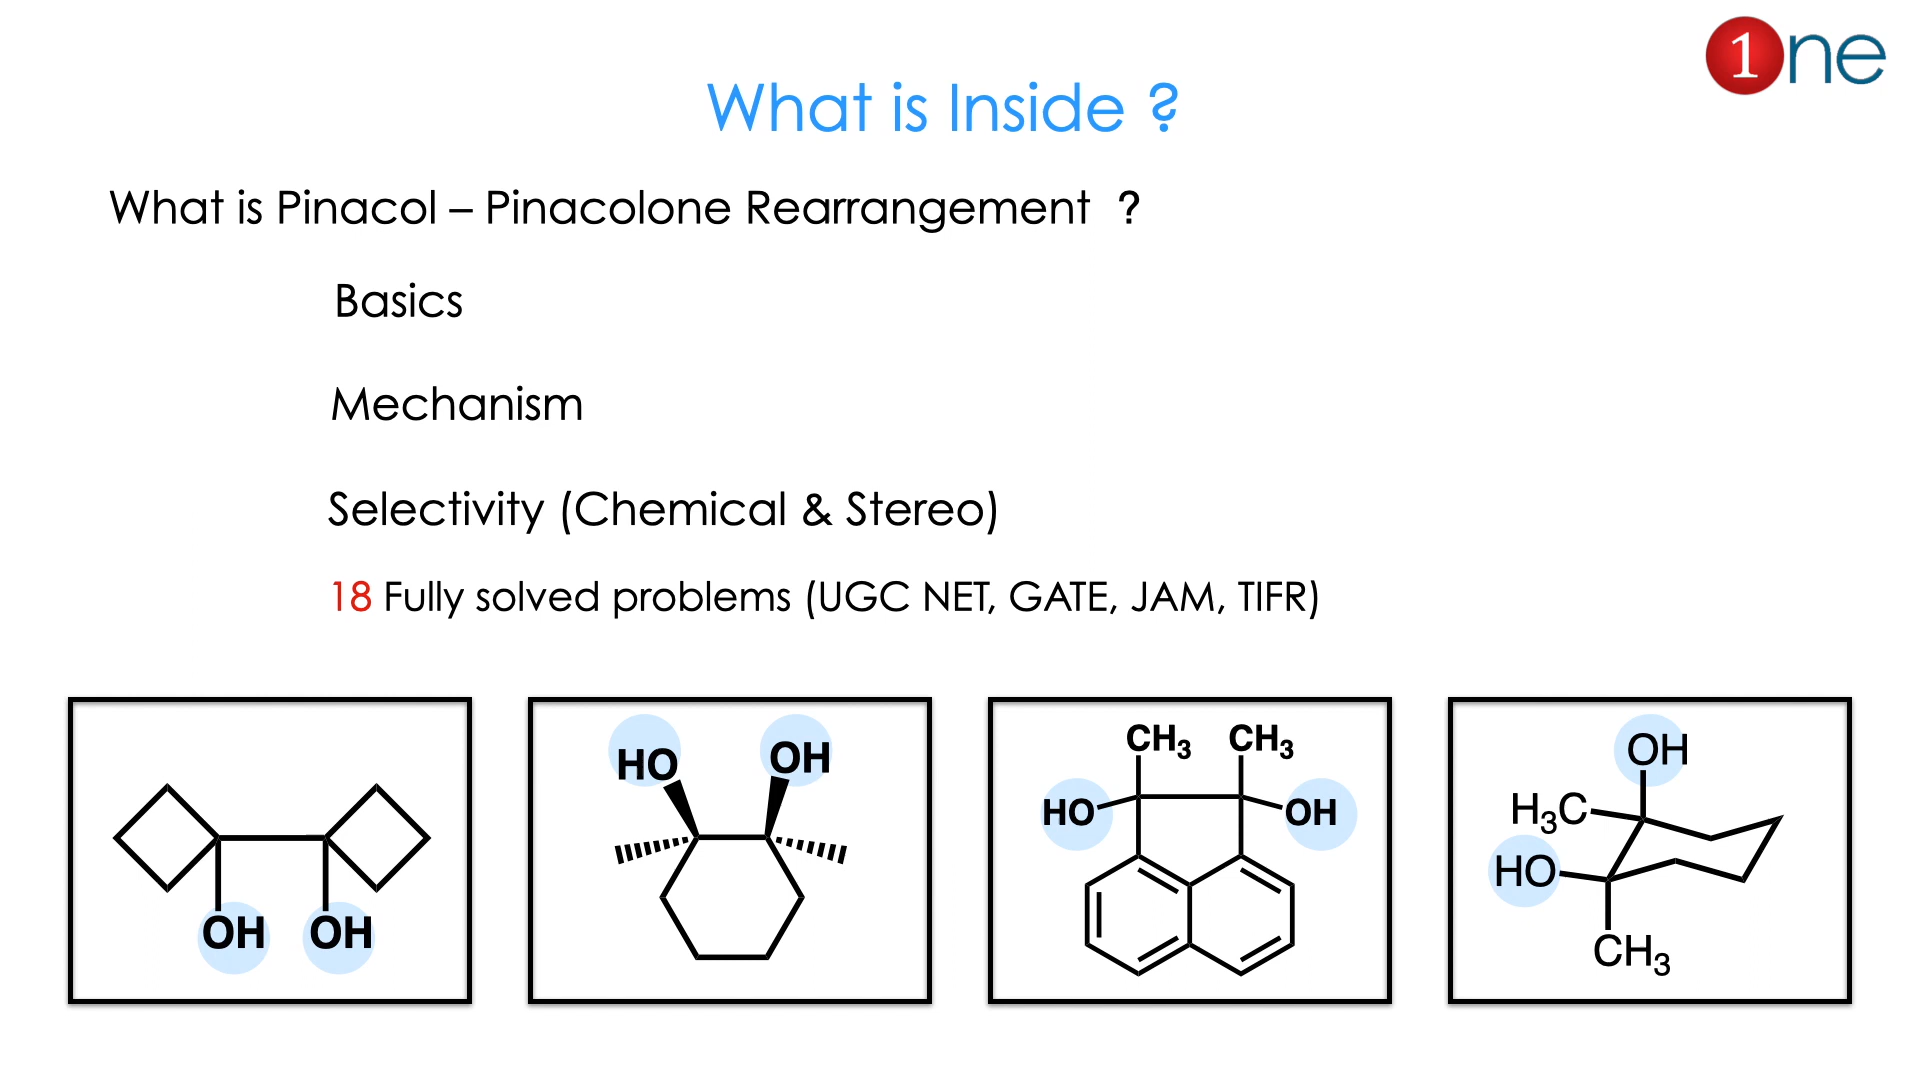 1ne
What is Inside ?
What is Pinacol – Pinacolone Rearrangement ?
Basics
Mechanism
Selectivity (Chemical & Stereo)
18 Fully solved problems (UGC NET, GATE, JAM, TIFR)
OH OH
HO OH
CH₃ CH₃
HO OH
OH
H₃C
HO
CH₃